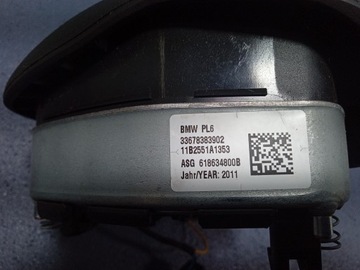 BMW PL6
33678383902
11B2551A1353
ASG 618634800B
Jahr/YEAR: 2011